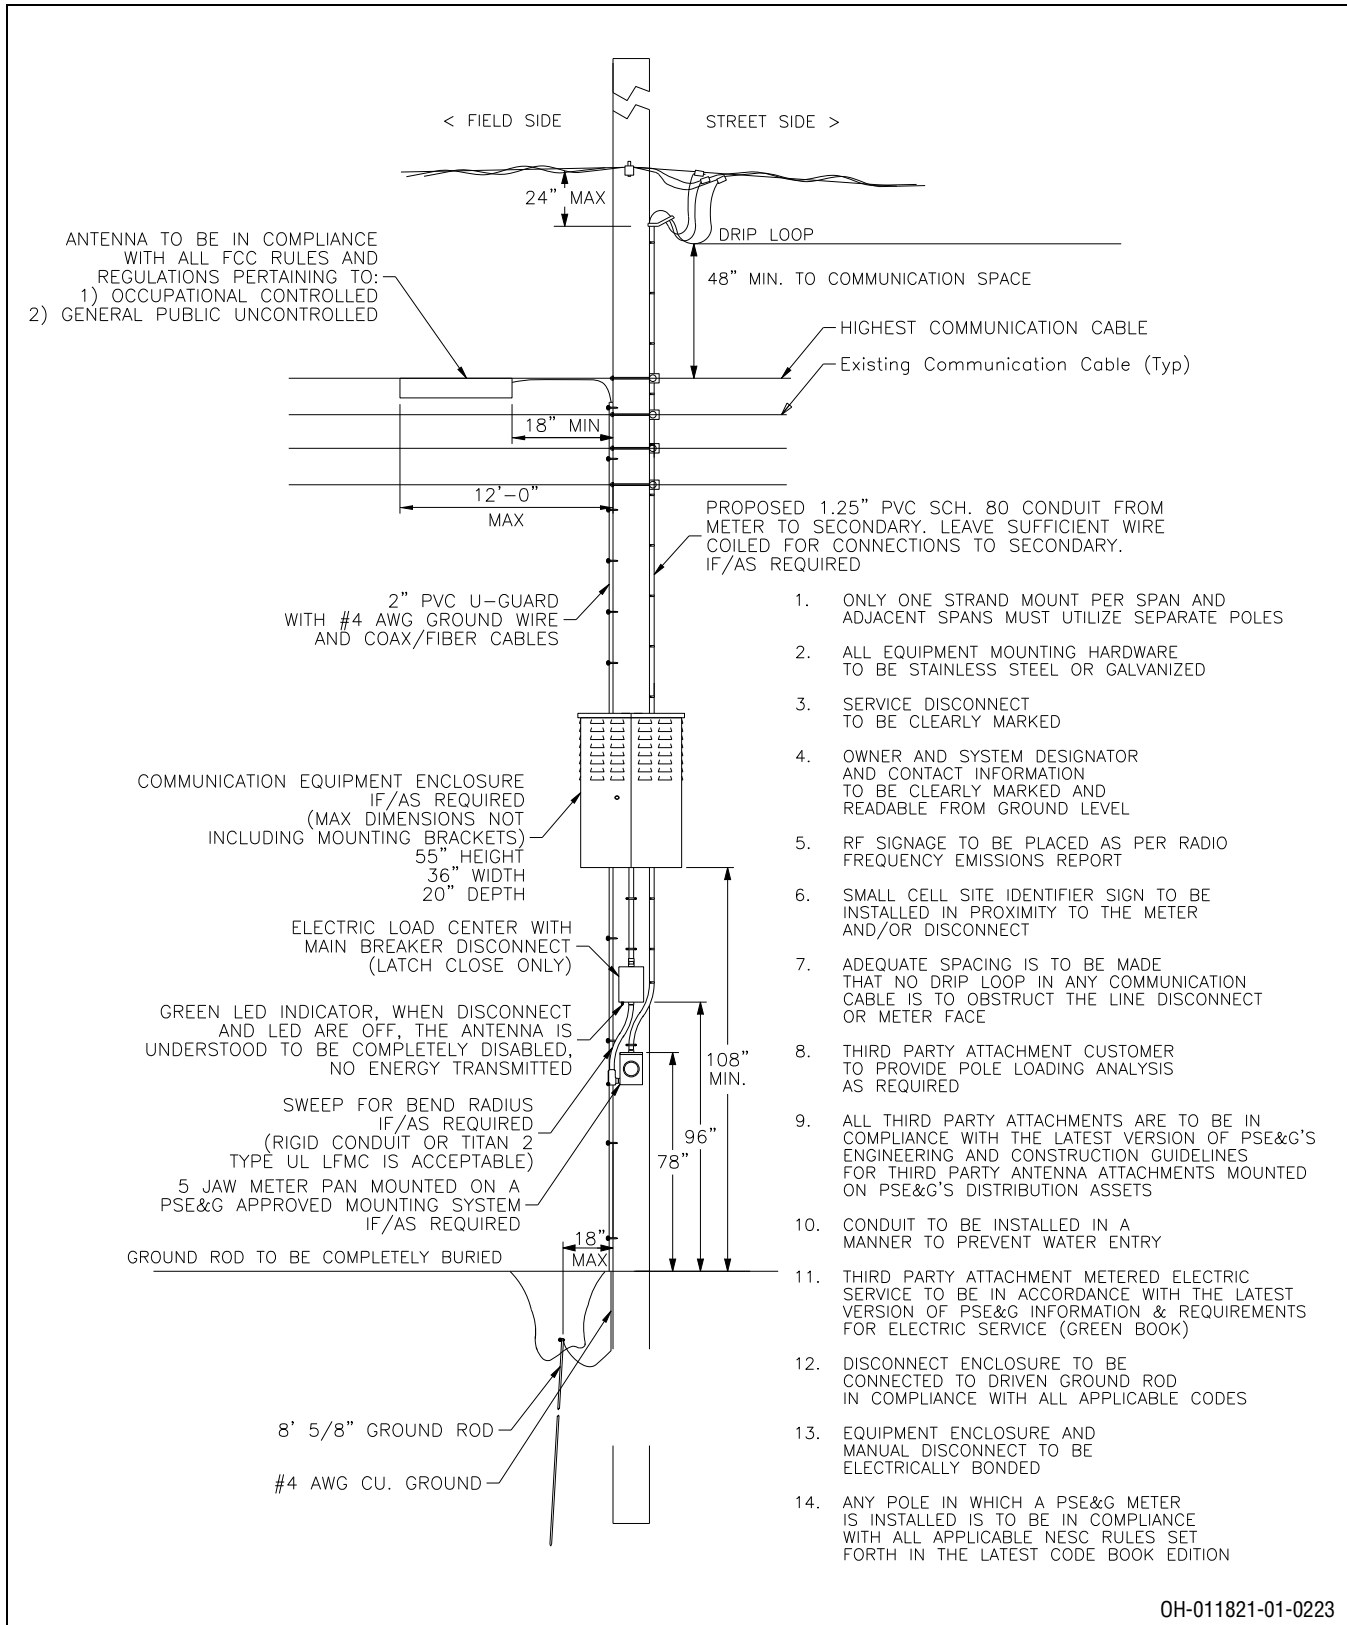 < FIELD SIDE
STREET SIDE >
24” MAX
DRIP LOOP
ANTENNA TO BE IN COMPLIANCE
WITH ALL FCC RULES AND
REGULATIONS PERTAINING TO:
1) OCCUPATIONAL CONTROLLED
2) GENERAL PUBLIC UNCONTROLLED
48” MIN. TO COMMUNICATION SPACE
HIGHEST COMMUNICATION CABLE
Existing Communication Cable (Typ)
18” MIN
12’-0”
MAX
PROPOSED 1.25” PVC SCH. 80 CONDUIT FROM
METER TO SECONDARY. LEAVE SUFFICIENT WIRE
COILED FOR CONNECTIONS TO SECONDARY.
IF/AS REQUIRED
2” PVC U-GUARD
WITH #4 AWG GROUND WIRE
AND COAX/FIBER CABLES
COMMUNICATION EQUIPMENT ENCLOSURE
IF/AS REQUIRED
(MAX DIMENSIONS NOT
INCLUDING MOUNTING BRACKETS)
55” HEIGHT
36” WIDTH
20” DEPTH
ELECTRIC LOAD CENTER WITH
MAIN BREAKER DISCONNECT
(LATCH CLOSE ONLY)
GREEN LED INDICATOR, WHEN DISCONNECT
AND LED ARE OFF, THE ANTENNA IS
UNDERSTOOD TO BE COMPLETELY DISABLED,
NO ENERGY TRANSMITTED
SWEEP FOR BEND RADIUS
IF/AS REQUIRED
(RIGID CONDUIT OR TITAN 2
TYPE UL LFMC IS ACCEPTABLE)
5 JAW METER PAN MOUNTED ON A
PSE&G APPROVED MOUNTING SYSTEM
IF/AS REQUIRED
108”
MIN.
96”
78”
18”
MAX
GROUND ROD TO BE COMPLETELY BURIED
8’ 5/8” GROUND ROD
#4 AWG CU. GROUND
1. ONLY ONE STRAND MOUNT PER SPAN AND
ADJACENT SPANS MUST UTILIZE SEPARATE POLES
2. ALL EQUIPMENT MOUNTING HARDWARE
TO BE STAINLESS STEEL OR GALVANIZED
3. SERVICE DISCONNECT
TO BE CLEARLY MARKED
4. OWNER AND SYSTEM DESIGNATOR
AND CONTACT INFORMATION
TO BE CLEARLY MARKED AND
READABLE FROM GROUND LEVEL
5. RF SIGNAGE TO BE PLACED AS PER RADIO
FREQUENCY EMISSIONS REPORT
6. SMALL CELL SITE IDENTIFIER SIGN TO BE
INSTALLED IN PROXIMITY TO THE METER
AND/OR DISCONNECT
7. ADEQUATE SPACING IS TO BE MADE
THAT NO DRIP LOOP IN ANY COMMUNICATION
CABLE IS TO OBSTRUCT THE LINE DISCONNECT
OR METER FACE
8. THIRD PARTY ATTACHMENT CUSTOMER
TO PROVIDE POLE LOADING ANALYSIS
AS REQUIRED
9. ALL THIRD PARTY ATTACHMENTS ARE TO BE IN
COMPLIANCE WITH THE LATEST VERSION OF PSE&G’S
ENGINEERING AND CONSTRUCTION GUIDELINES
FOR THIRD PARTY ANTENNA ATTACHMENTS MOUNTED
ON PSE&G’S DISTRIBUTION ASSETS
10. CONDUIT TO BE INSTALLED IN A
MANNER TO PREVENT WATER ENTRY
11. THIRD PARTY ATTACHMENT METERED ELECTRIC
SERVICE TO BE IN ACCORDANCE WITH THE LATEST
VERSION OF PSE&G INFORMATION & REQUIREMENTS
FOR ELECTRIC SERVICE (GREEN BOOK)
12. DISCONNECT ENCLOSURE TO BE
CONNECTED TO DRIVEN GROUND ROD
IN COMPLIANCE WITH ALL APPLICABLE CODES
13. EQUIPMENT ENCLOSURE AND
MANUAL DISCONNECT TO BE
ELECTRICALLY BONDED
14. ANY POLE IN WHICH A PSE&G METER
IS INSTALLED IS TO BE IN COMPLIANCE
WITH ALL APPLICABLE NESC RULES SET
FORTH IN THE LATEST CODE BOOK EDITION
OH-011821-01-0223